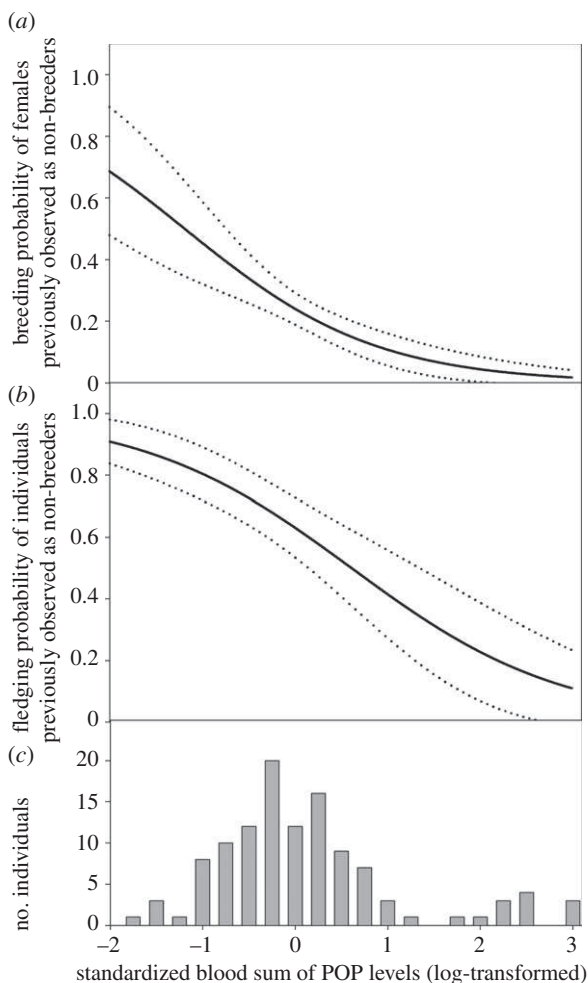 (a)
breeding probability of females
previously observed as non-breeders
1.0
0.8
0.6
0.4
0.2
0
(b)
fledging probability of individuals
previously observed as non-breeders
1.0
0.8
0.6
0.4
0.2
0
(c)
no. individuals
20
15
10
5
0
–2 –1 0 1 2 3
standardized blood sum of POP levels (log-transformed)